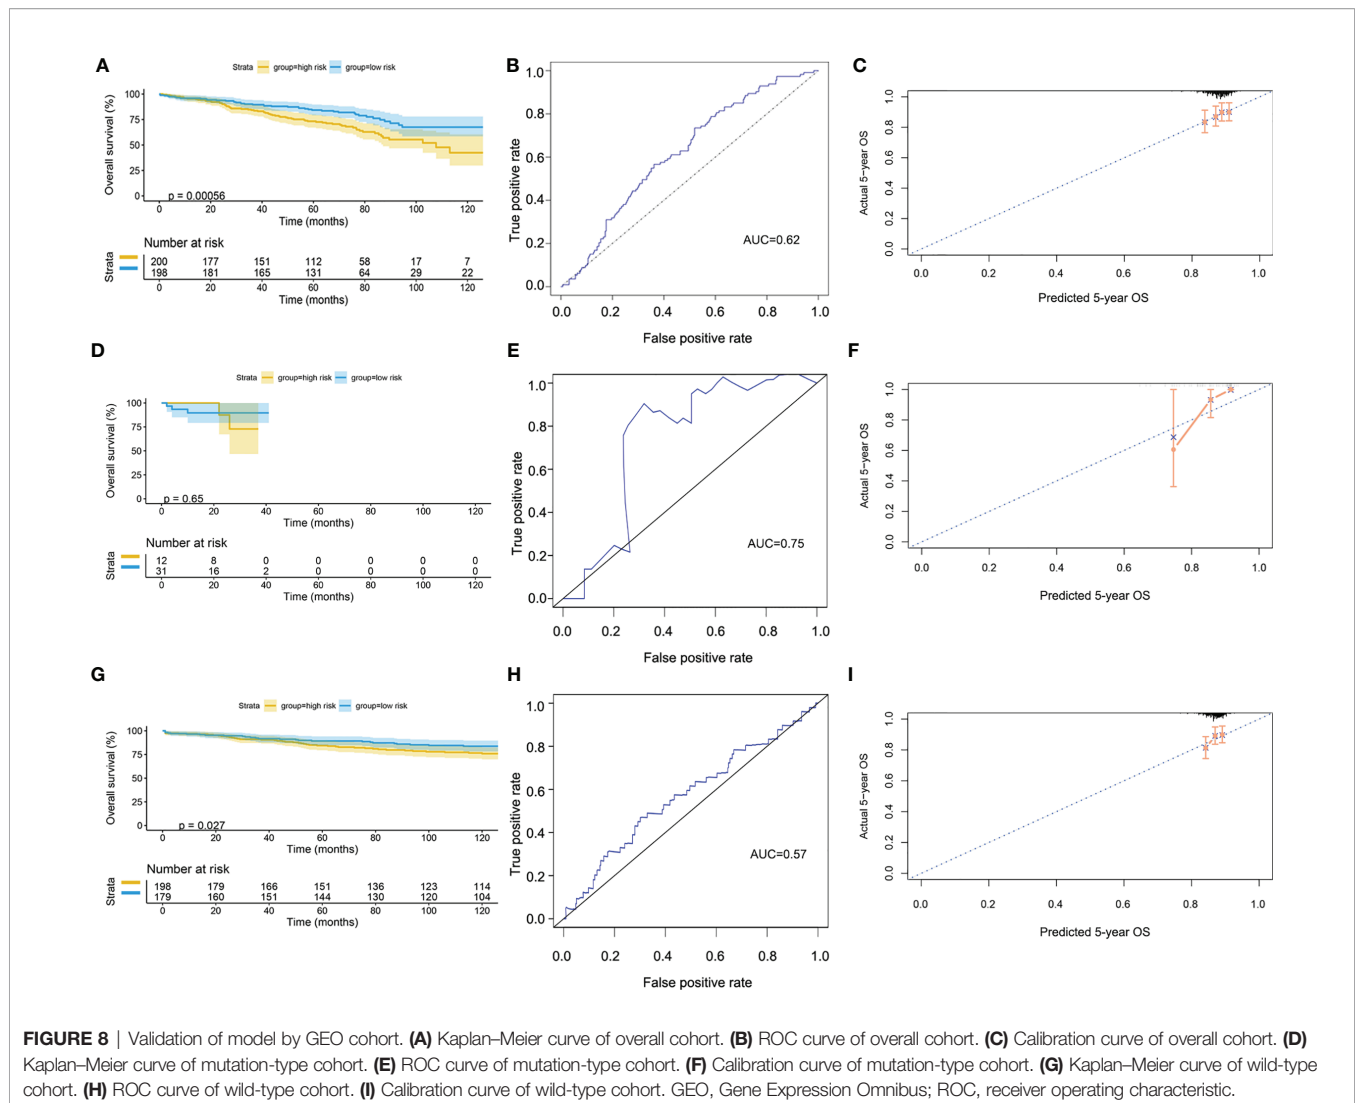 A
Strata group=high risk group=low risk
Overall survival (%)
100
75
50
25
0
p = 0.00056
0 20 40 60 80 100 120
Time (months)
Number at risk
Strata
200 177 151 112 58 17 7
198 181 165 131 64 29 22
0 20 40 60 80 100 120
Time (months)
B
True positive rate
1.0
0.8
0.6
0.4
0.2
0.0
AUC=0.62
0.0 0.2 0.4 0.6 0.8 1.0
False positive rate
C
Actual 5-year OS
1.0
0.8
0.6
0.4
0.2
0.0
0.0 0.2 0.4 0.6 0.8 1.0
Predicted 5-year OS
D
Strata group=high risk group=low risk
Overall survival (%)
100
75
50
25
0
p = 0.65
0 20 40 60 80 100 120
Time (months)
Number at risk
Strata
12 8 0 0 0 0 0
31 16 2 0 0 0 0
0 20 40 60 80 100 120
Time (months)
E
True positive rate
1.0
0.8
0.6
0.4
0.2
0.0
AUC=0.75
0.0 0.2 0.4 0.6 0.8 1.0
False positive rate
F
Actual 5-year OS
1.0
0.8
0.6
0.4
0.2
0.0
0.0 0.2 0.4 0.6 0.8 1.0
Predicted 5-year OS
G
Strata group=high risk group=low risk
Overall survival (%)
100
75
50
25
0
p = 0.027
0 20 40 60 80 100 120
Time (months)
Number at risk
Strata
198 179 166 151 136 123 114
179 160 151 144 130 120 104
0 20 40 60 80 100 120
Time (months)
H
True positive rate
1.0
0.8
0.6
0.4
0.2
0.0
AUC=0.57
0.0 0.2 0.4 0.6 0.8 1.0
False positive rate
I
Actual 5-year OS
1.0
0.8
0.6
0.4
0.2
0.0
0.0 0.2 0.4 0.6 0.8 1.0
Predicted 5-year OS
FIGURE 8 | Validation of model by GEO cohort. (A) Kaplan–Meier curve of overall cohort. (B) ROC curve of overall cohort. (C) Calibration curve of overall cohort. (D)
Kaplan–Meier curve of mutation-type cohort. (E) ROC curve of mutation-type cohort. (F) Calibration curve of mutation-type cohort. (G) Kaplan–Meier curve of wild-type
cohort. (H) ROC curve of wild-type cohort. (I) Calibration curve of wild-type cohort. GEO, Gene Expression Omnibus; ROC, receiver operating characteristic.